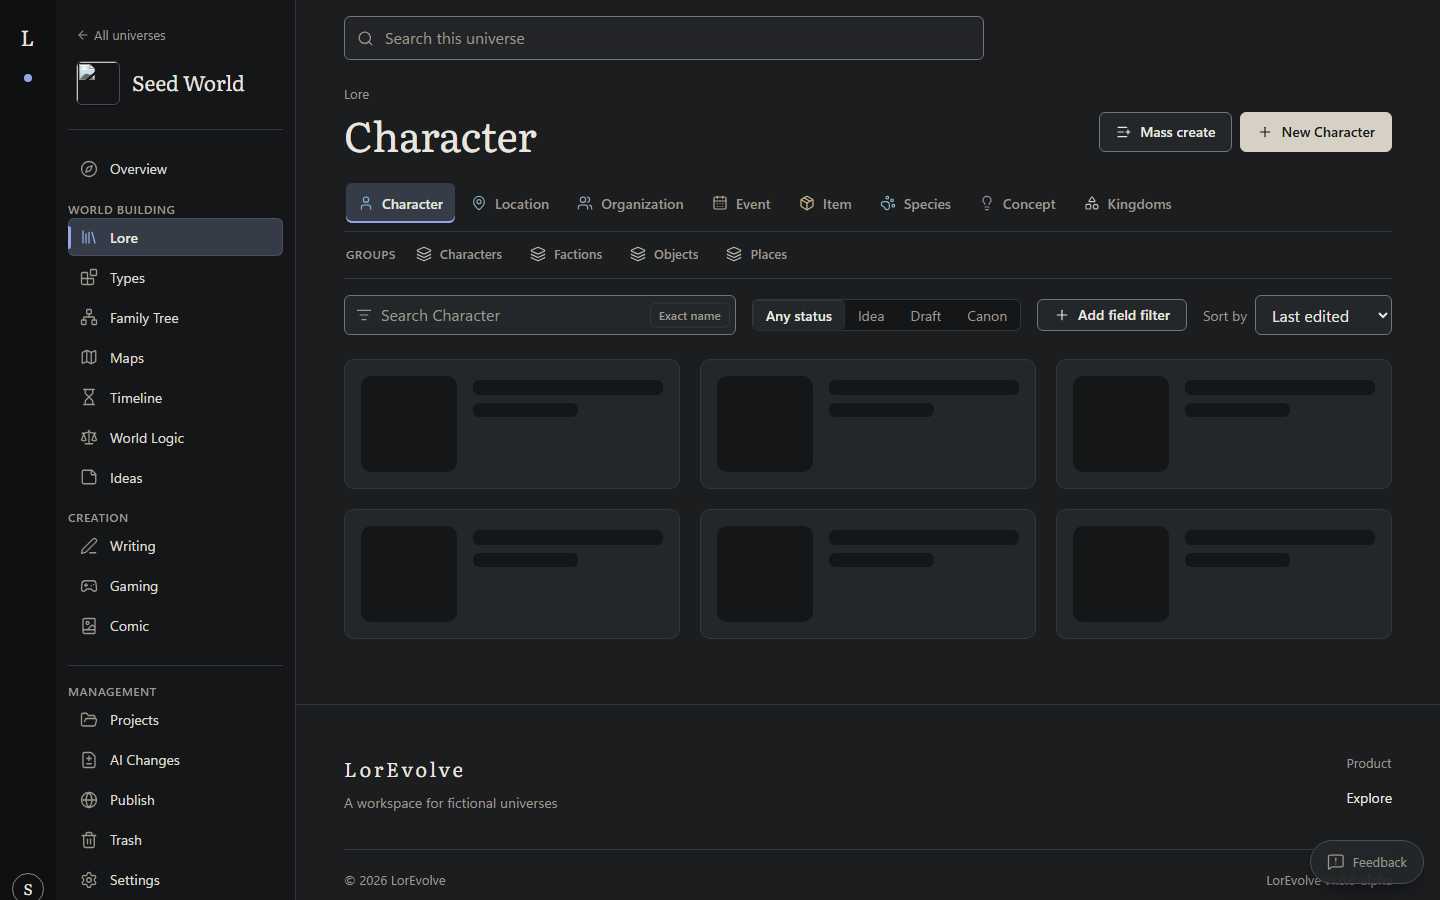 L
All universes
Seed World
Overview
WORLD BUILDING
Lore
Types
Family Tree
Maps
Timeline
World Logic
Ideas
CREATION
Writing
Gaming
Comic
MANAGEMENT
Projects
AI Changes
Publish
Trash
Settings
S
Search this universe
Lore
Character
Mass create
New Character
Character Location Organization Event Item Species Concept Kingdoms
GROUPS Characters Factions Objects Places
Search Character Exact name Any status Idea Draft Canon Add field filter Sort by Last edited
LorEvolve
A workspace for fictional universes
Product
Explore
Feedback
© 2026 LorEvolve
LorEvolve v1.0.0-alpha